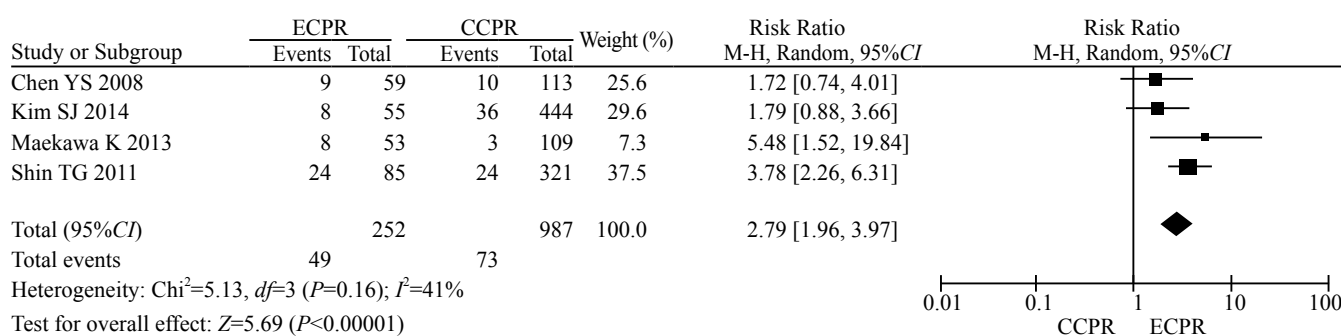 ECPR CCPR Risk Ratio Risk Ratio
Study or Subgroup Events Total Events Total Weight (%) M-H, Random, 95%CI M-H, Random, 95%CI
Chen YS 2008 9 59 10 113 25.6 1.72 [0.74, 4.01]
Kim SJ 2014 8 55 36 444 29.6 1.79 [0.88, 3.66]
Maekawa K 2013 8 53 3 109 7.3 5.48 [1.52, 19.84]
Shin TG 2011 24 85 24 321 37.5 3.78 [2.26, 6.31]
Total (95%CI) 252 987 100.0 2.79 [1.96, 3.97]
Total events 49 73
Heterogeneity: Chi²=5.13, df=3 (P=0.16); I²=41%
Test for overall effect: Z=5.69 (P<0.00001)
0.01 0.1 1 10 100
CCPR ECPR